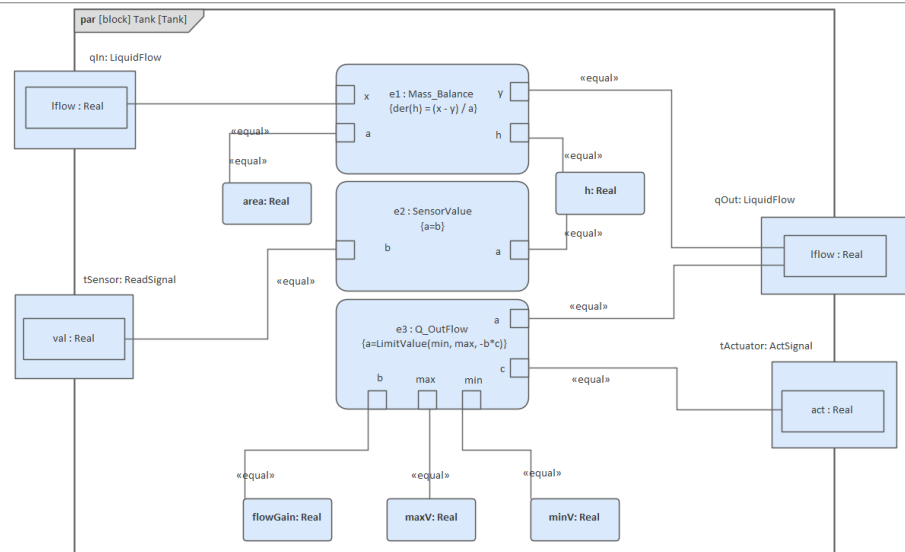 par [block] Tank [Tank]
qIn: LiquidFlow
lflow : Real
x
e1 : Mass_Balance
{der(h) = (x - y) / a}
y
a
h
«equal»
«equal»
«equal»
«equal»
area: Real
h: Real
e2 : SensorValue
{a=b}
b
a
«equal»
qOut: LiquidFlow
lflow : Real
tSensor: ReadSignal
«equal»
val : Real
e3 : Q_OutFlow
{a=LimitValue(min, max, -b*c)}
a
c
b
max
min
«equal»
tActuator: ActSignal
«equal»
act : Real
«equal»
«equal»
«equal»
flowGain: Real
maxV: Real
minV: Real